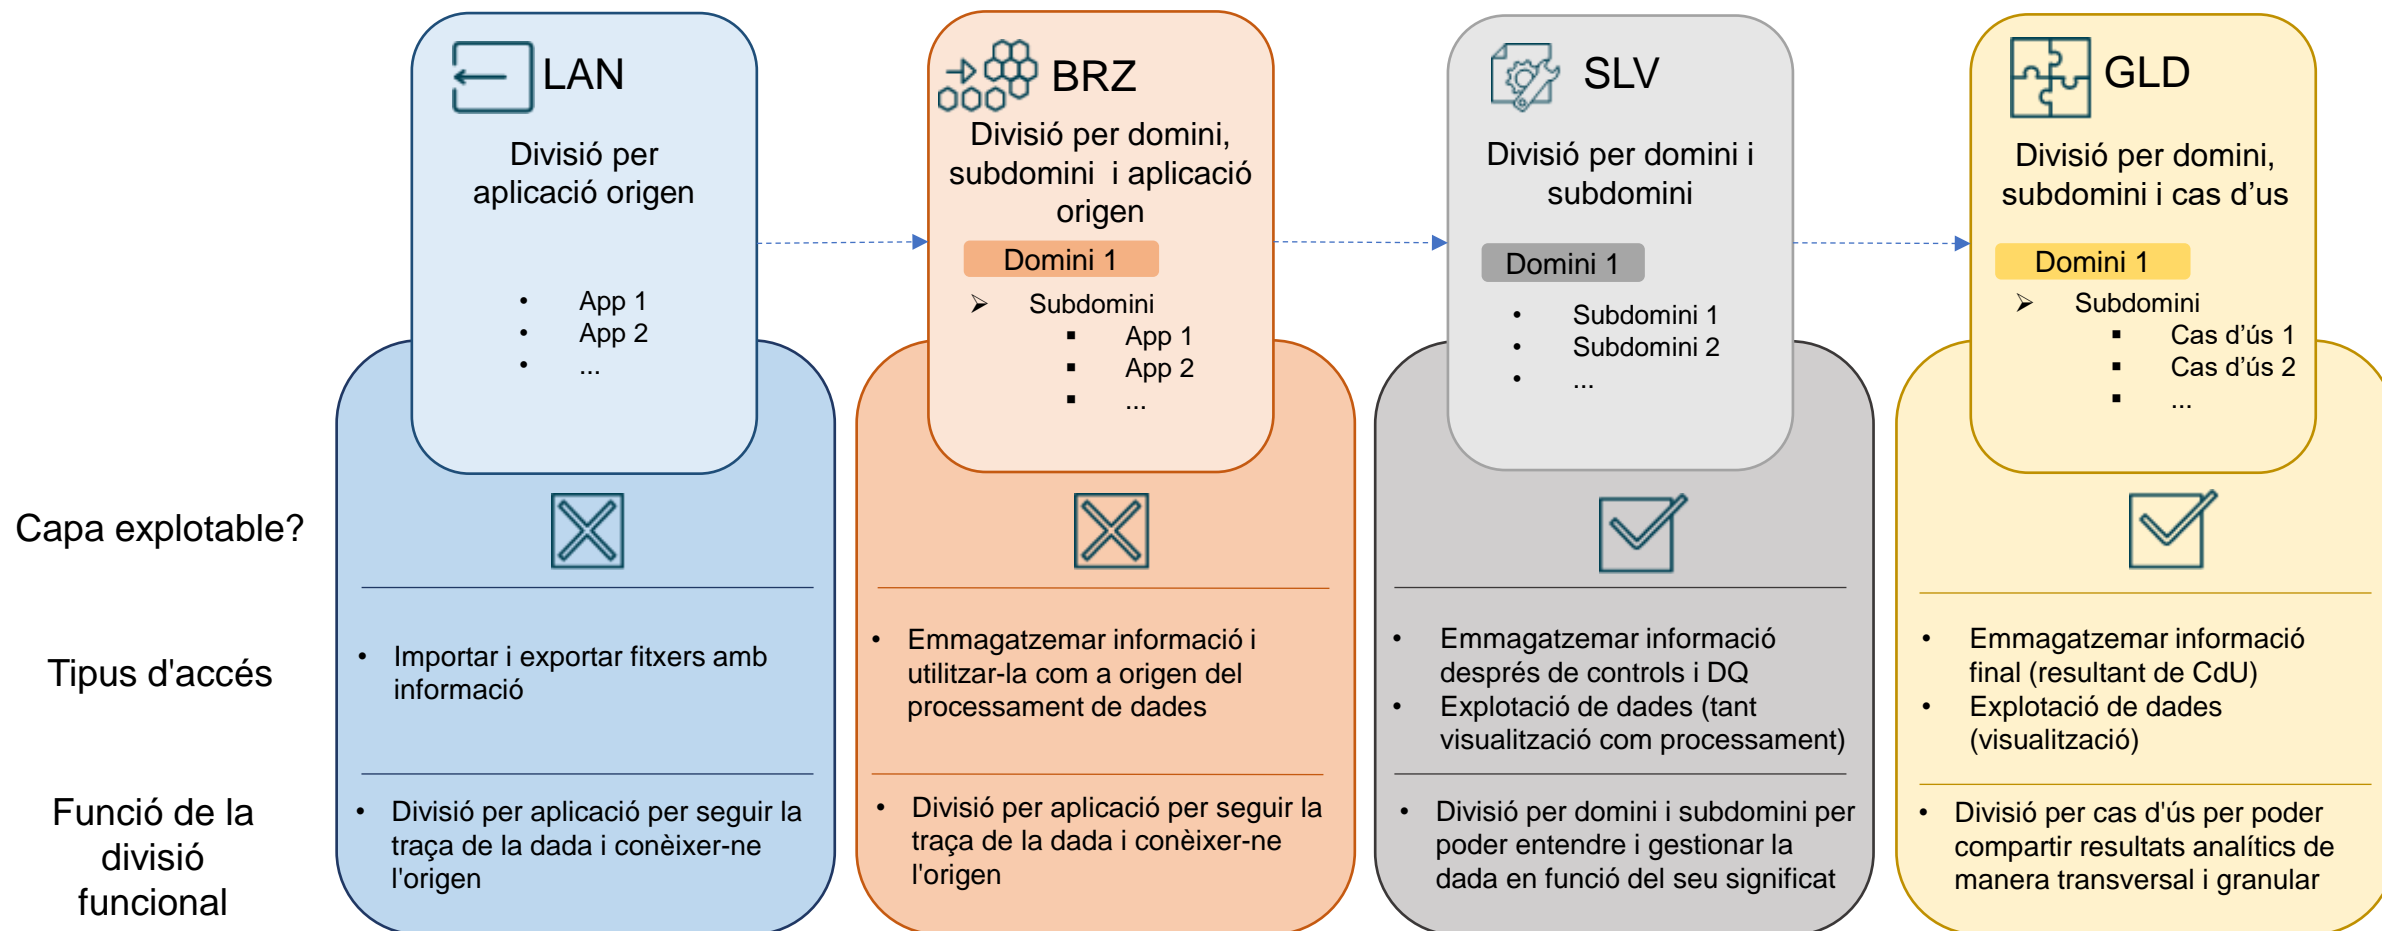 LAN
Divisió per
aplicació origen
• App 1
• App 2
• ...
BRZ
Divisió per domini,
subdomini i aplicació
origen
Domini 1
➢ Subdomini
▪ App 1
▪ App 2
▪ ...
SLV
Divisió per domini i
subdomini
Domini 1
• Subdomini 1
• Subdomini 2
• ...
GLD
Divisió per domini,
subdomini i cas d’us
Domini 1
➢ Subdomini
▪ Cas d’ús 1
▪ Cas d’ús 2
▪ ...
Capa explotable?
Tipus d'accés
• Importar i exportar fitxers amb
informació
• Emmagatzemar informació i
utilitzar-la com a origen del
processament de dades
• Emmagatzemar informació
després de controls i DQ
• Explotació de dades (tant
visualització com processament)
• Emmagatzemar informació
final (resultant de CdU)
• Explotació de dades
(visualització)
Funció de la
divisió
funcional
• Divisió per aplicació per seguir la
traça de la dada i conèixer-ne
l'origen
• Divisió per aplicació per seguir la
traça de la dada i conèixer-ne
l'origen
• Divisió per domini i subdomini per
poder entendre i gestionar la
dada en funció del seu significat
• Divisió per cas d'ús per poder
compartir resultats analítics de
manera transversal i granular